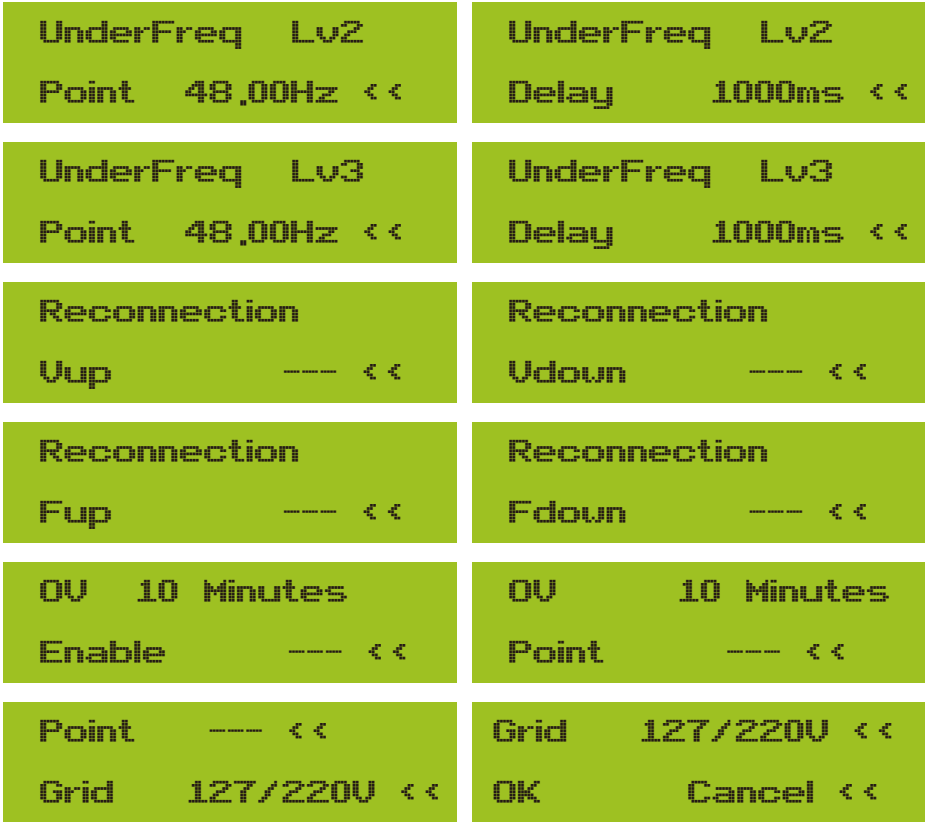 UnderFreq Lv2
Point 48.00Hz <<
UnderFreq Lv2
Delay 1000ms <<
UnderFreq Lv3
Point 48.00Hz <<
UnderFreq Lv3
Delay 1000ms <<
Reconnection
Vup --- <<
Reconnection
Vdown --- <<
Reconnection
Fup --- <<
Reconnection
Fdown --- <<
OV 10 Minutes
Enable --- <<
OV 10 Minutes
Point --- <<
Point --- <<
Grid 127/220V <<
Grid 127/220V <<
OK Cancel <<